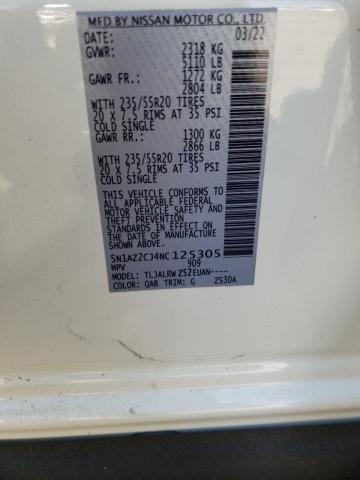 MFD BY NISSAN MOTOR CO., LTD.
DATE: 03/22
GVWR: 2318 KG
5110 LB
GAWR FR.: 1272 KG
2804 LB
WITH 235/55R20 TIRES
20 X 7.5 RIMS AT 35 PSI
COLD SINGLE
GAWR RR.: 1300 KG
2866 LB
WITH 235/55R20 TIRES
20 X 7.5 RIMS AT 35 PSI
COLD SINGLE
THIS VEHICLE CONFORMS TO
ALL APPLICABLE FEDERAL
MOTOR VEHICLE SAFETY AND
THEFT PREVENTION
STANDARDS IN EFFECT ON
THE DATE OF MANUFACTURE
SHOWN ABOVE.
5N1AZ2CJ4NC125305
MPV 909
MODEL: TLJALRWZ52EUAN----
COLOR: QAB TRIM: G ZS30A